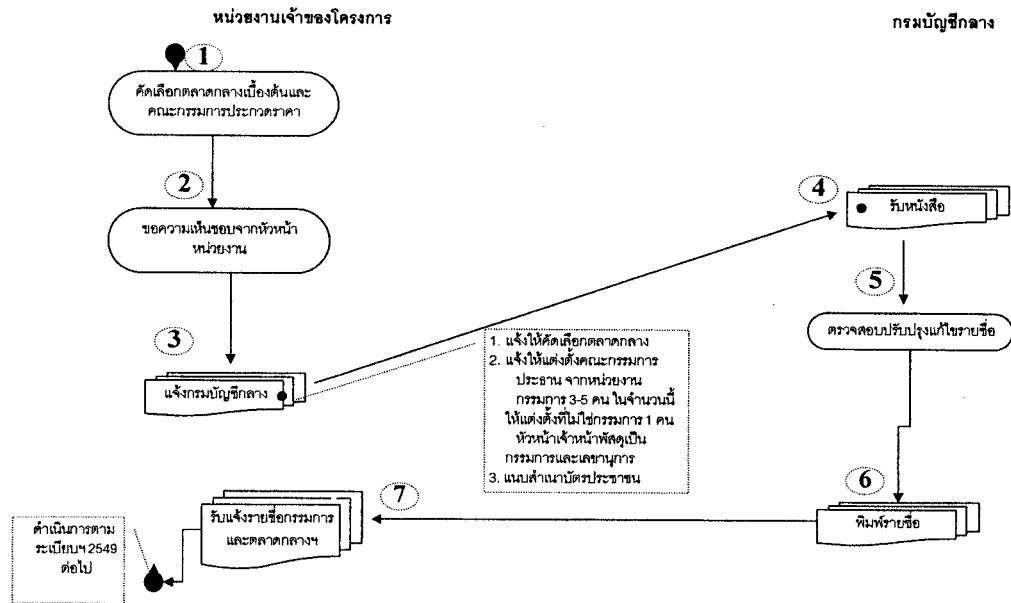 หน่วยงานเจ้าของโครงการ
กรมบัญชีกลาง
1
คัดเลือกตลาดกลางเบื้องต้นและ
คณะกรรมการประกวดราคา
2
ขอความเห็นชอบจากหัวหน้า
หน่วยงาน
3
แจ้งกรมบัญชีกลาง
1. แจ้งให้คัดเลือกตลาดกลาง
2. แจ้งให้แต่งตั้งคณะกรรมการ
ประธาน จากหน่วยงาน
กรรมการ 3-5 คน ในจำนวนนี้
ให้แต่งตั้งที่ไม่ใช่กรรมการ 1 คน
หัวหน้าเจ้าหน้าพัสดุเป็น
กรรมการและเลขานุการ
3. แนบสำเนาบัตรประชาชน
4
รับหนังสือ
5
ตรวจสอบปรับปรุงแก้ไขรายชื่อ
6
พิมพ์รายชื่อ
7
รับแจ้งรายชื่อกรรมการ
และตลาดกลางฯ
ดำเนินการตาม
ระเบียบฯ 2549
ต่อไป